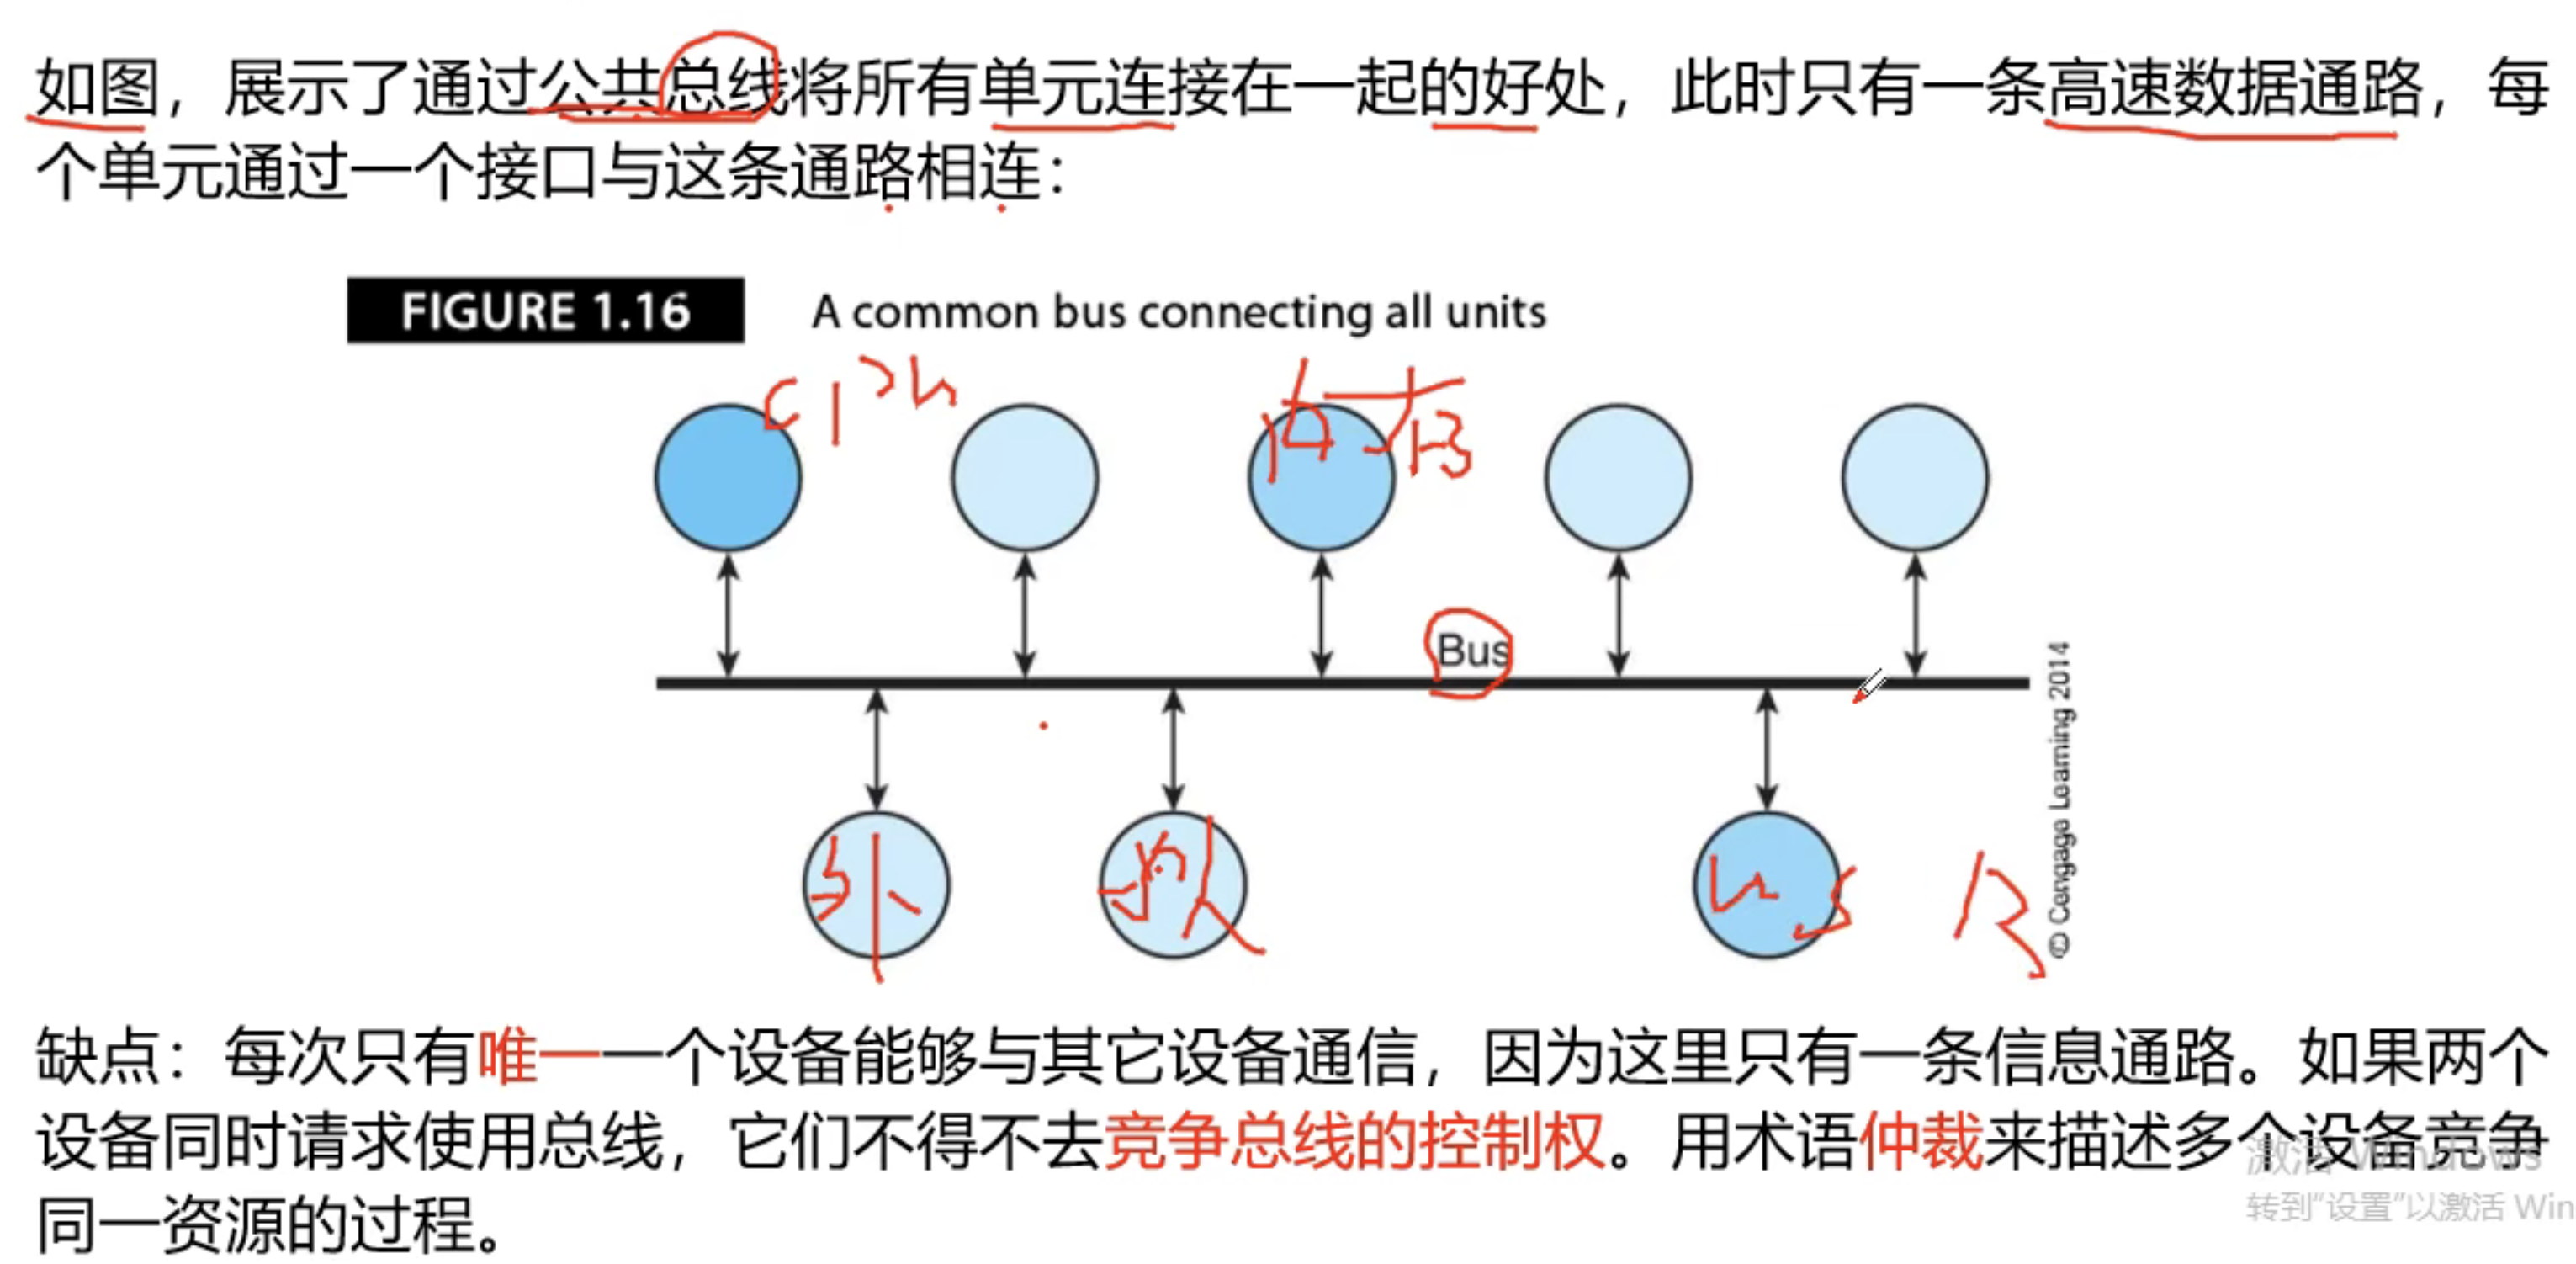 如图，展示了通过公共总线将所有单元连接在一起的好处，此时只有一条高速数据通路，每
个单元通过一个接口与这条通路相连：
FIGURE 1.16 A common bus connecting all units
内存
Bus
外
© Cengage Learning 2014
缺点：每次只有唯一一个设备能够与其它设备通信，因为这里只有一条信息通路。如果两个
设备同时请求使用总线，它们不得不去竞争总线的控制权。用术语仲裁来描述多个设备竞争
同一资源的过程。
激活 Windows
转到“设置”以激活 Win